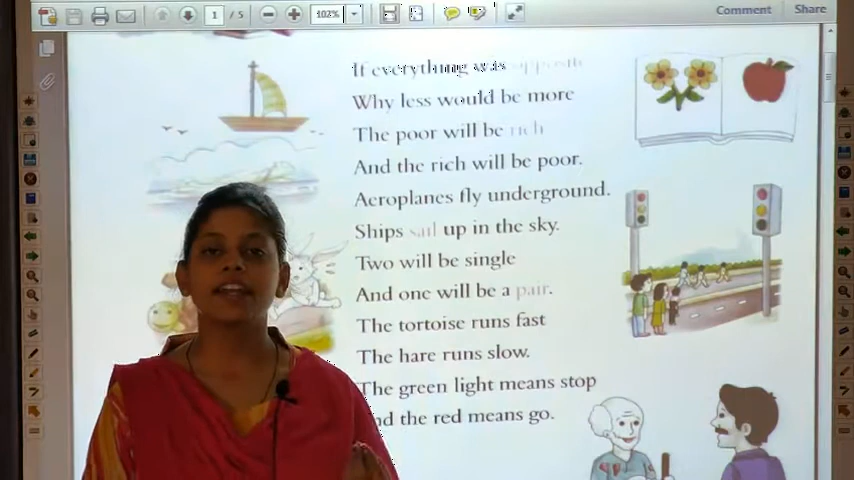 1 / 5
102%
Comment
Share
If everything was opposite
Why less would be more
The poor will be rich
And the rich will be poor.
Aeroplanes fly underground.
Ships sail up in the sky.
Two will be single
And one will be a pair.
The tortoise runs fast
The hare runs slow.
The green light means stop
nd the red means go.